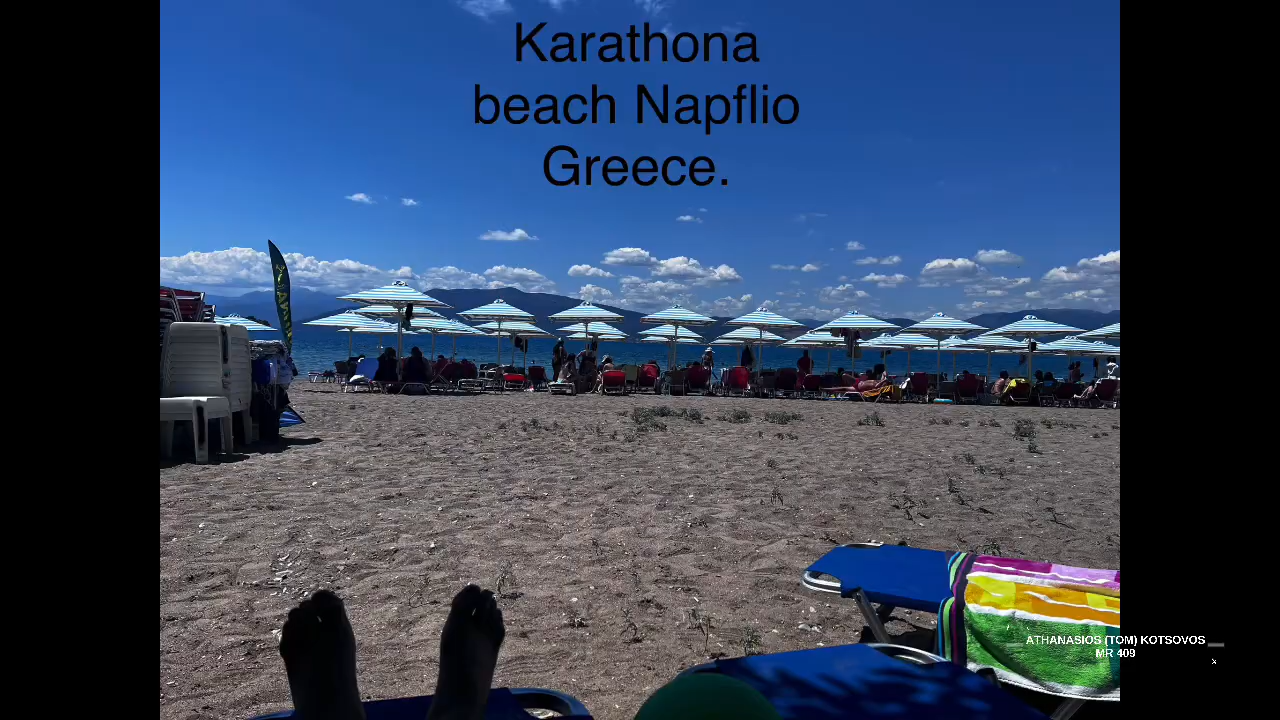 Karathona
beach Napflio
Greece.
ATHANASIOS (TOM) KOTSOVOS
MR 409